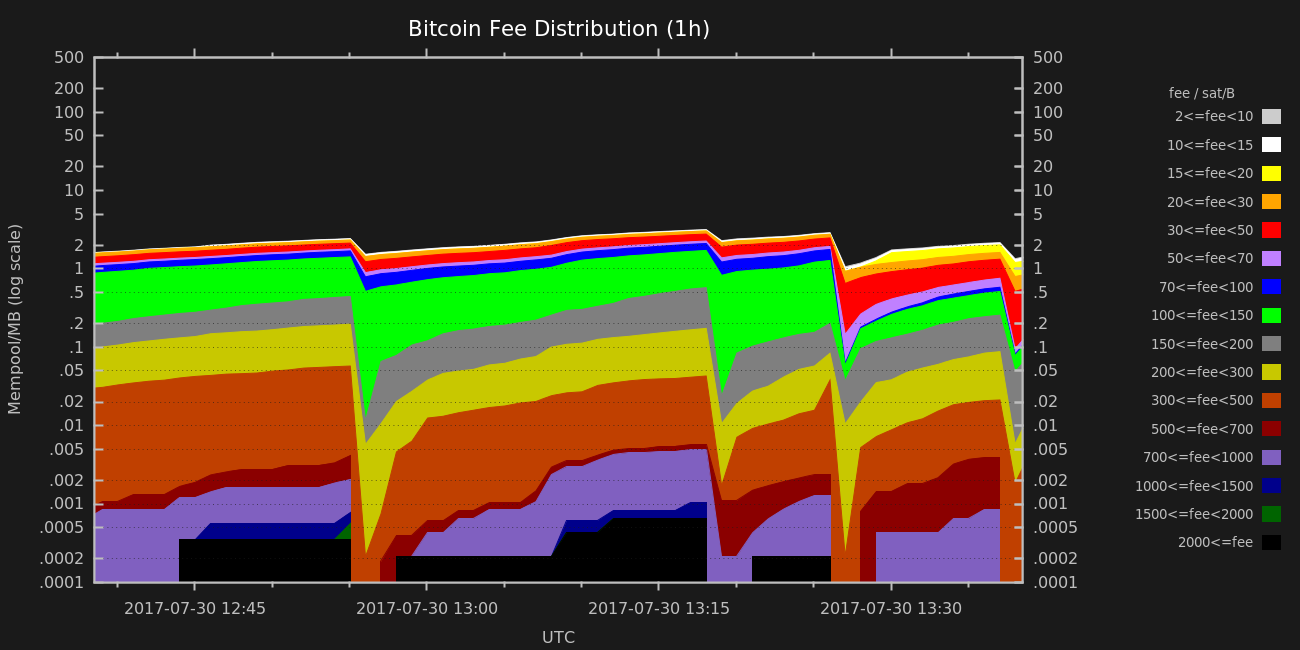 Bitcoin Fee Distribution (1h)
500 500
200 200
100 100
50 50
20 20
10 10
5 5
2 2
1 1
.5 .5
.2 .2
.1 .1
.05 .05
.02 .02
.01 .01
.005 .005
.002 .002
.001 .001
.0005 .0005
.0002 .0002
.0001 .0001
Mempool/MB (log scale)
2017-07-30 12:45 2017-07-30 13:00 2017-07-30 13:15 2017-07-30 13:30
UTC
fee / sat/B
2<=fee<10
10<=fee<15
15<=fee<20
20<=fee<30
30<=fee<50
50<=fee<70
70<=fee<100
100<=fee<150
150<=fee<200
200<=fee<300
300<=fee<500
500<=fee<700
700<=fee<1000
1000<=fee<1500
1500<=fee<2000
2000<=fee